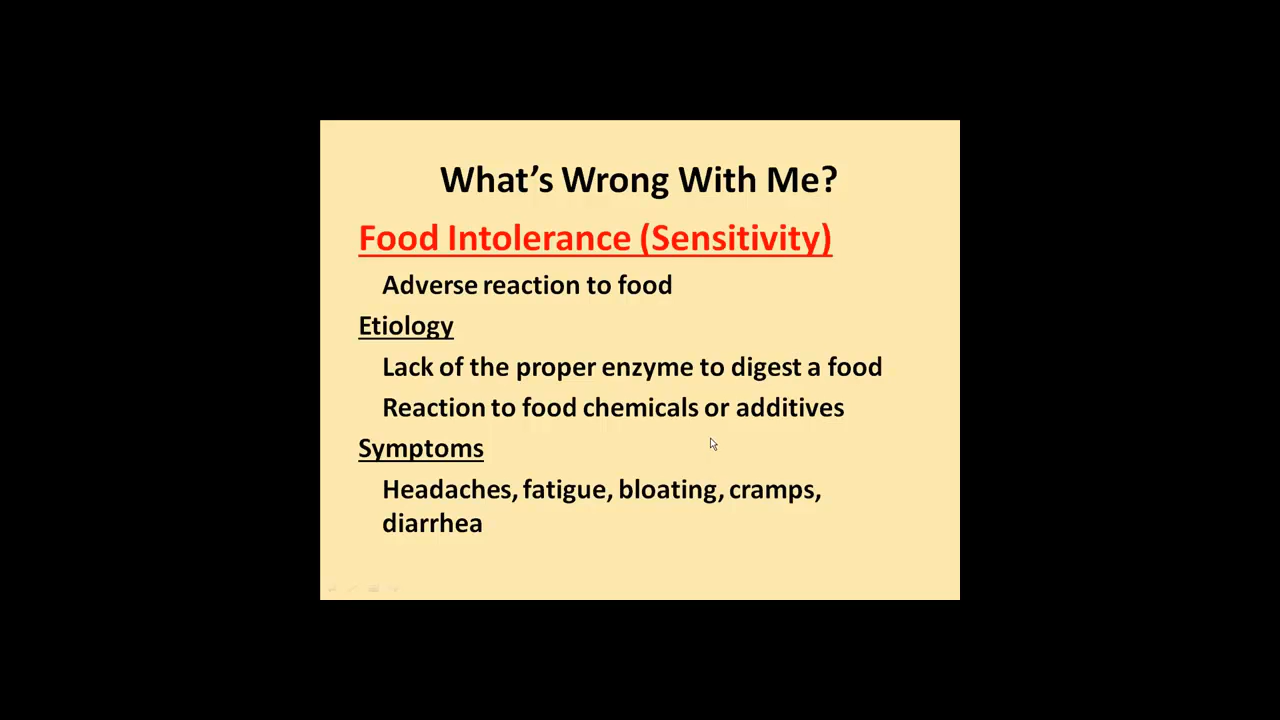 What's Wrong With Me?
Food Intolerance (Sensitivity)
Adverse reaction to food
Etiology
Lack of the proper enzyme to digest a food
Reaction to food chemicals or additives
Symptoms
Headaches, fatigue, bloating, cramps,
diarrhea